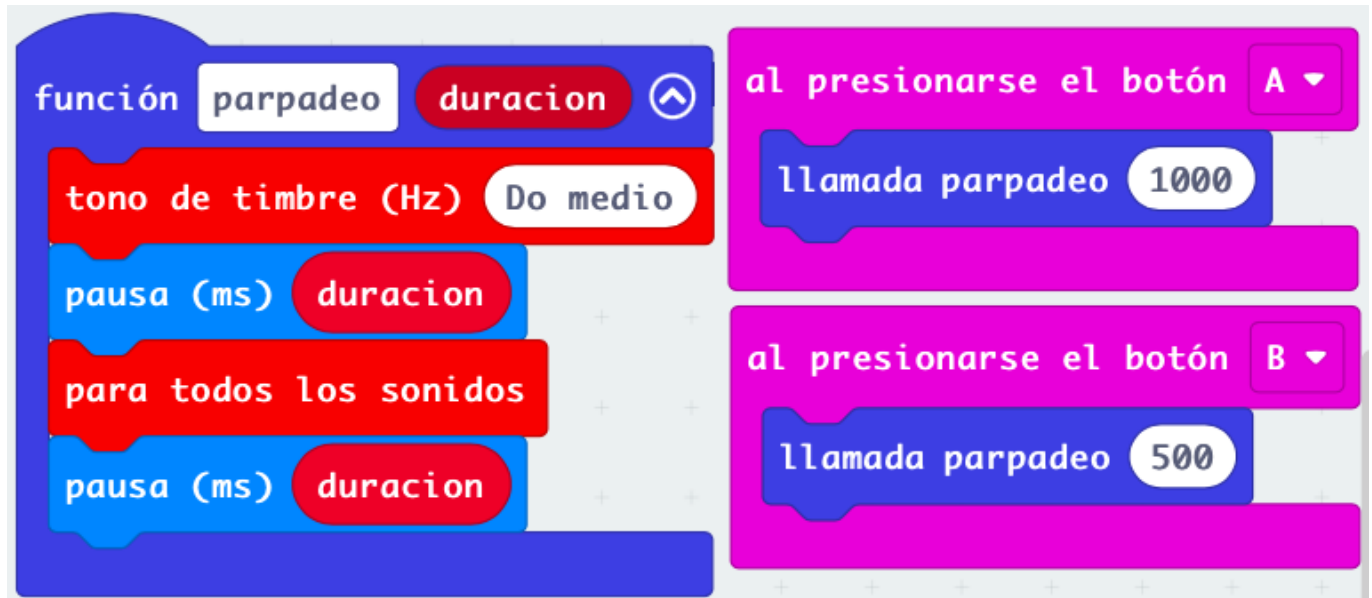 función parpadeo duracion
tono de timbre (Hz) Do medio
pausa (ms) duracion
para todos los sonidos
pausa (ms) duracion
al presionarse el botón A
llamada parpadeo 1000
al presionarse el botón B
llamada parpadeo 500